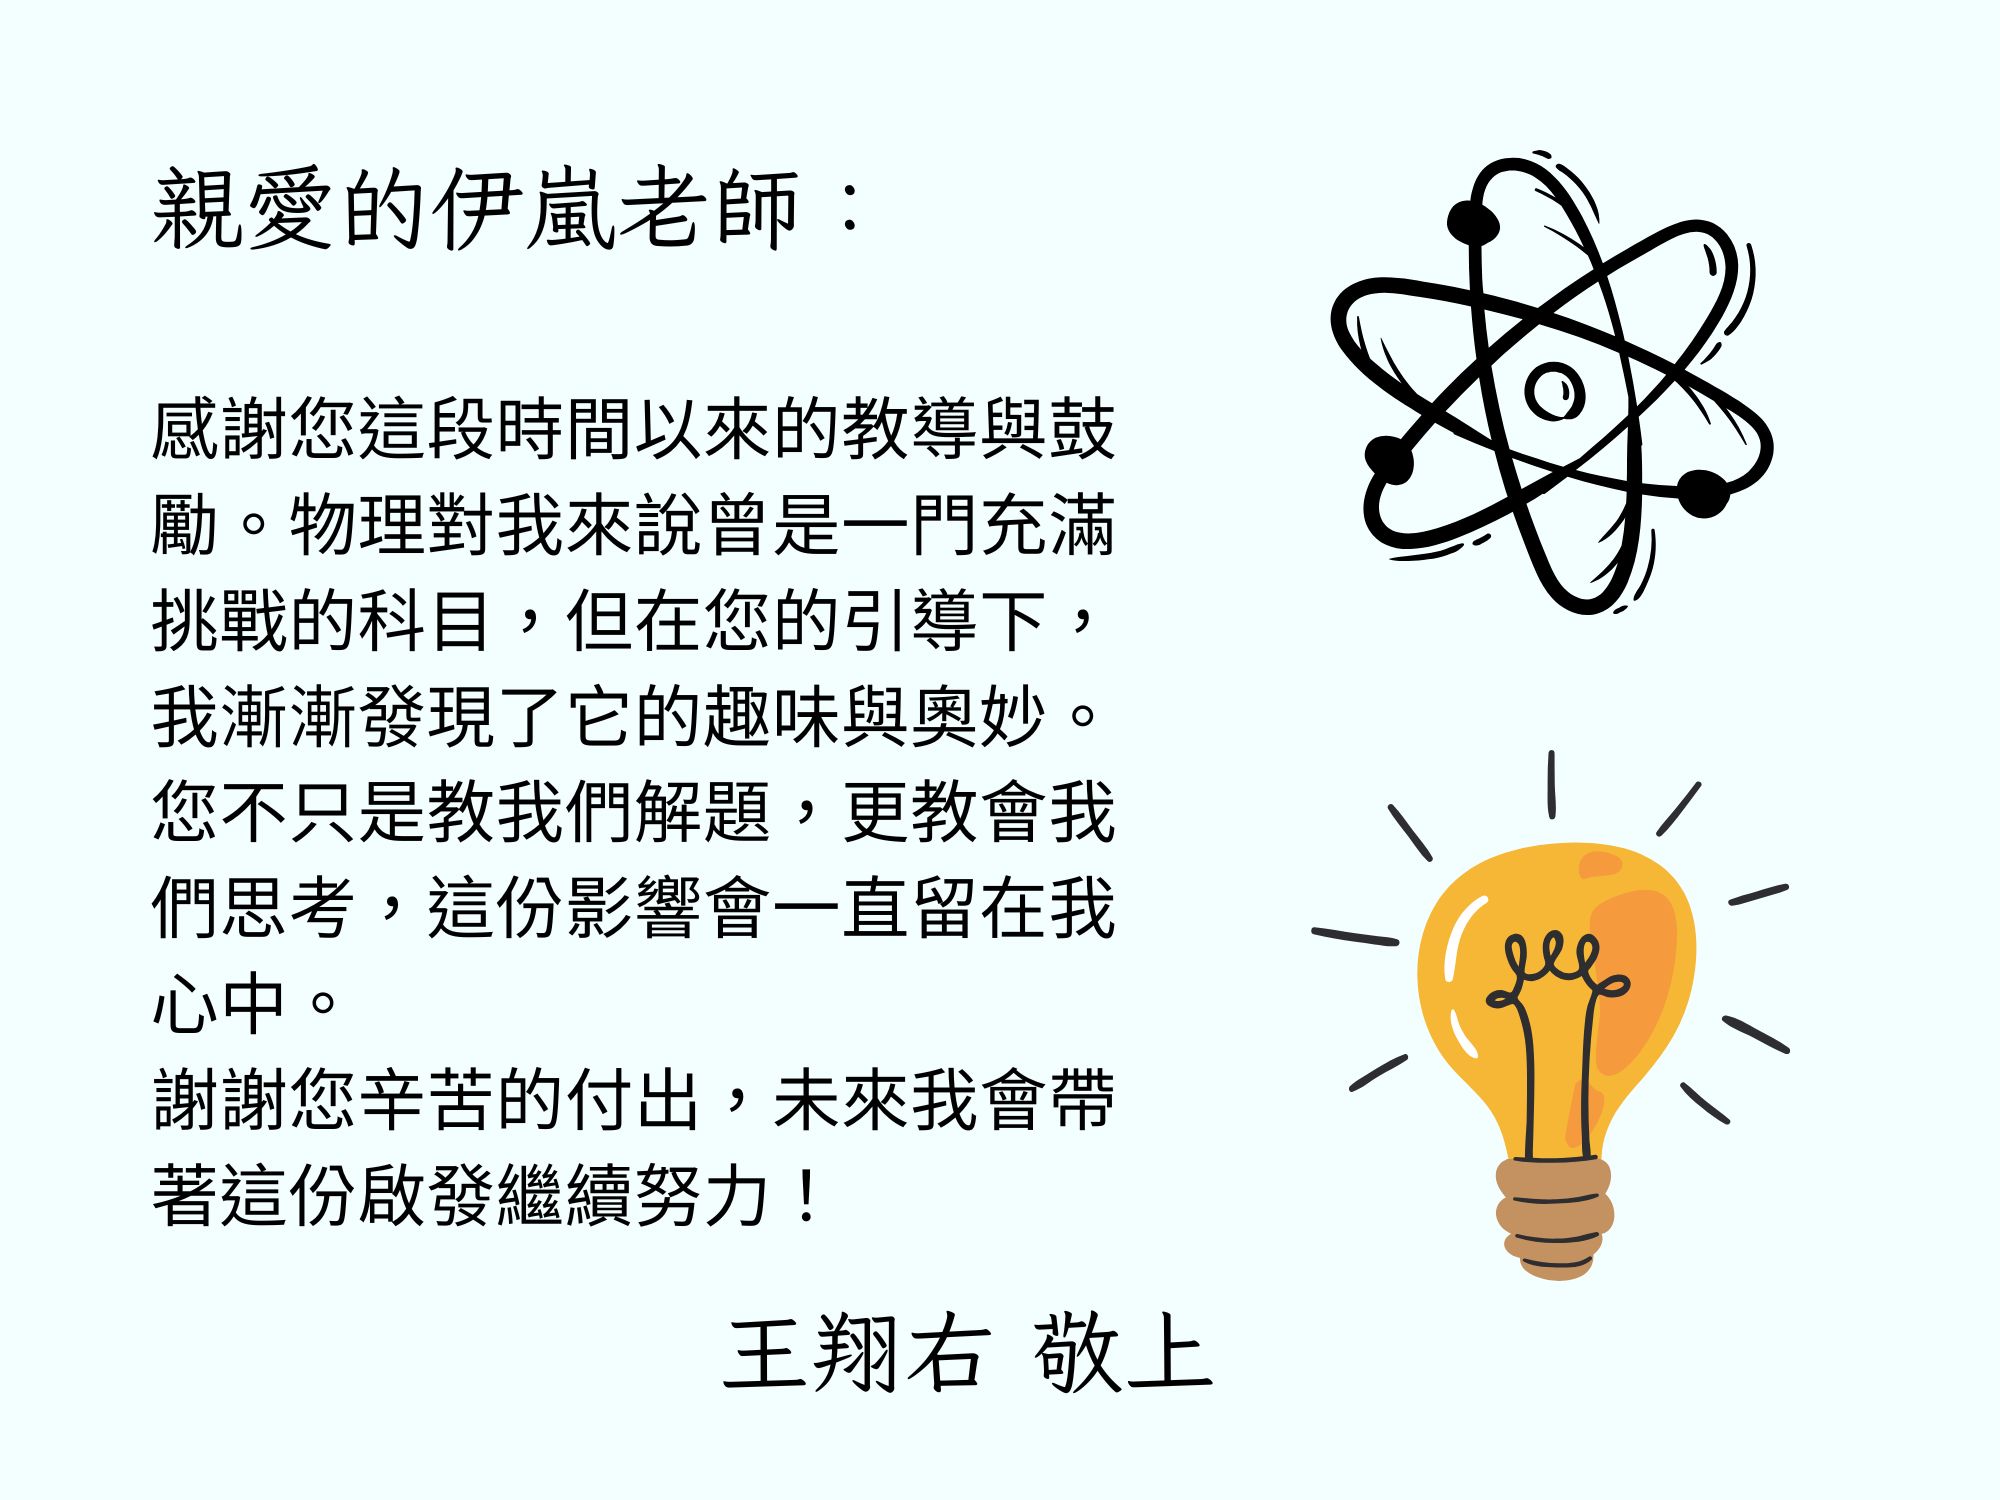 親愛的伊嵐老師：
感謝您這段時間以來的教導與鼓
勵。物理對我來說曾是一門充滿
挑戰的科目，但在您的引導下，
我漸漸發現了它的趣味與奧妙。
您不只是教我們解題，更教會我
們思考，這份影響會一直留在我
心中。
謝謝您辛苦的付出，未來我會帶
著這份啟發繼續努力！
王翔右 敬上